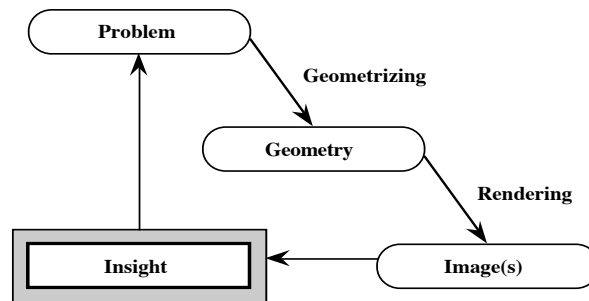 Problem
Geometrizing
Geometry
Rendering
Insight
Image(s)